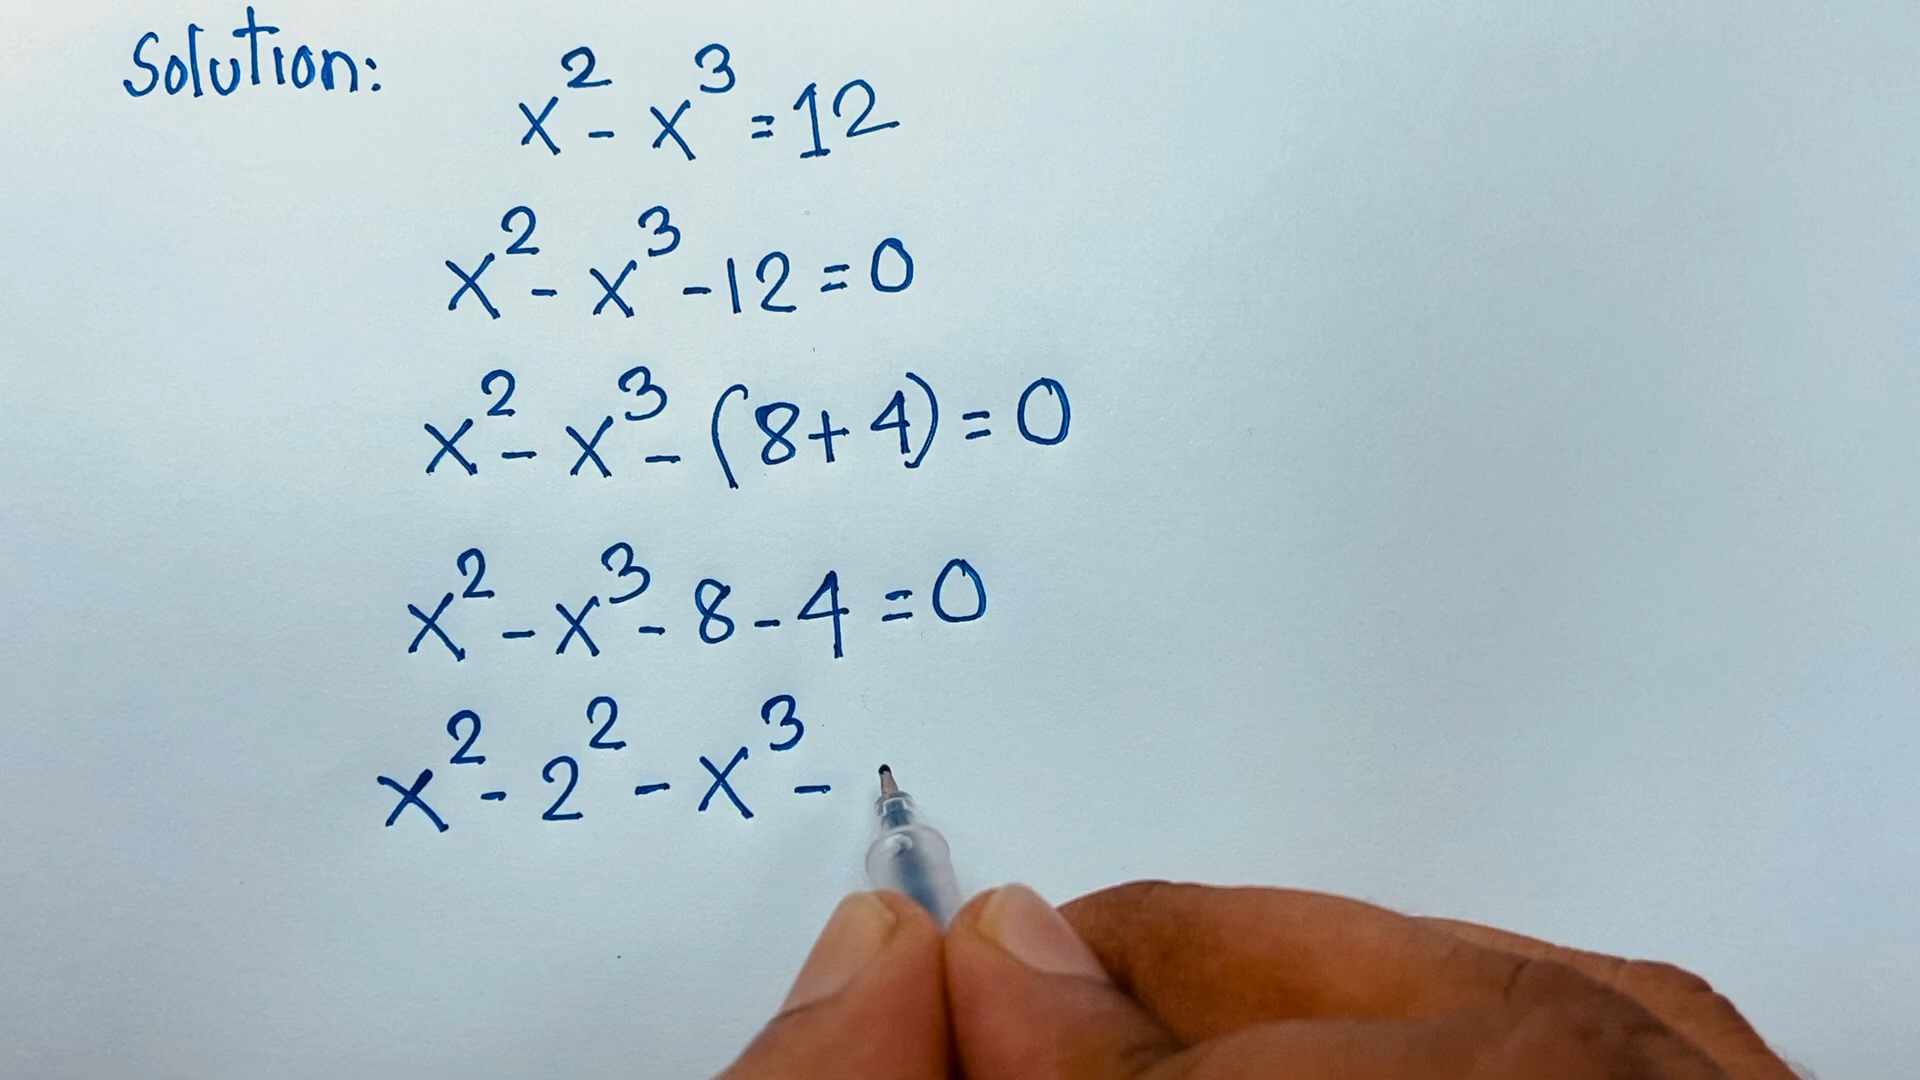 Solution: x² - x³ = 12
x² - x³ - 12 = 0
x² - x³ - (8+4) = 0
x² - x³ - 8 - 4 = 0
x² - 2² - x³ -